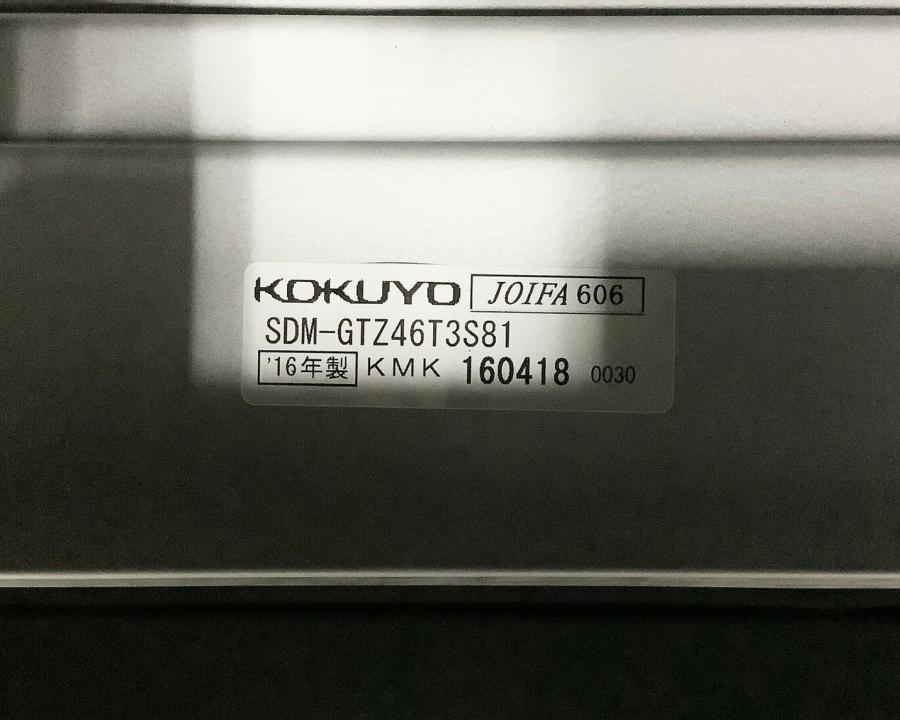 KOKUYO JOIFA 606
SDM-GTZ46T3S81
'16年製 KMK 160418 0030